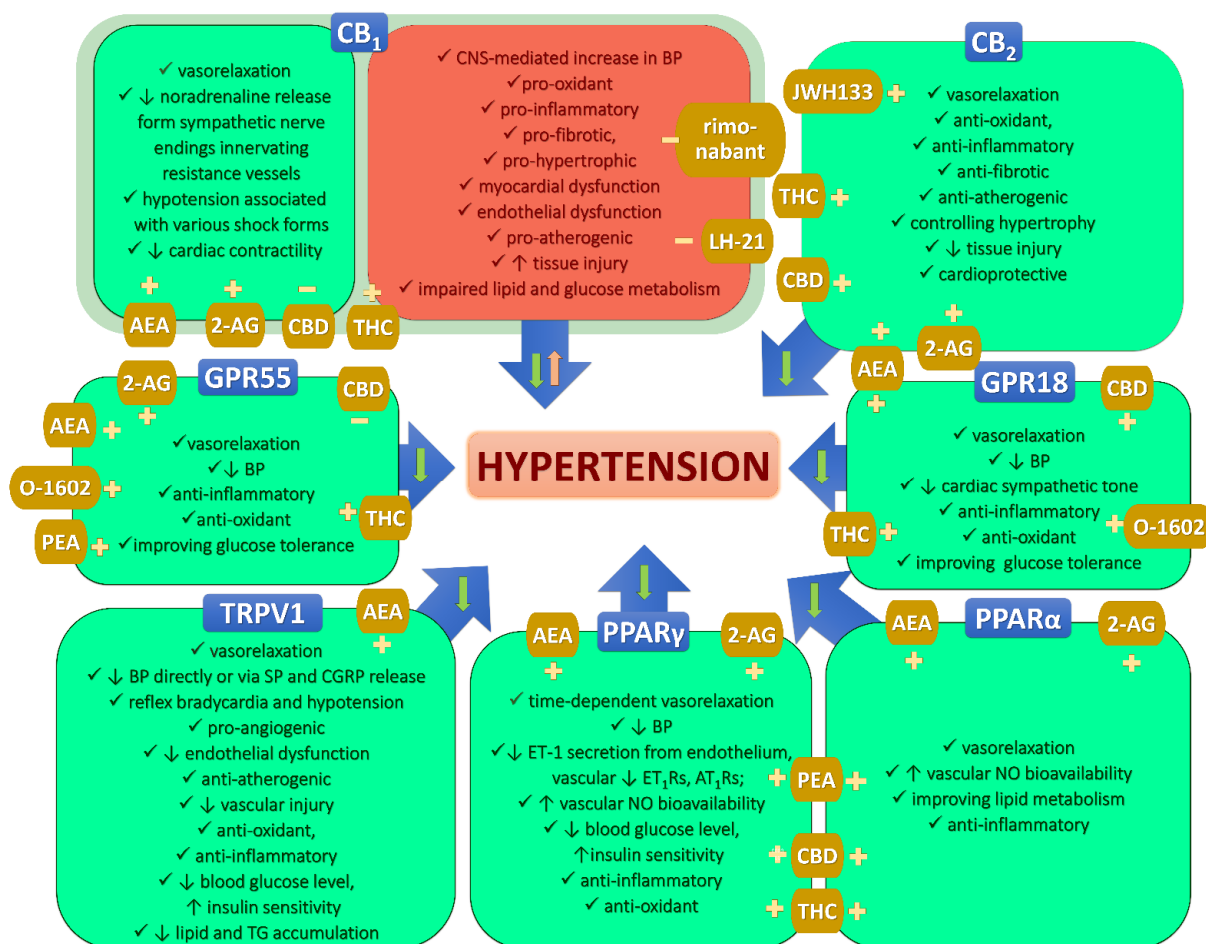 CB₁
✓ vasorelaxation
✓ ↓ noradrenaline release
form sympathetic nerve
endings innervating
resistance vessels
✓ hypotension associated
with various shock forms
✓ ↓ cardiac contractility
+
+
−
+
AEA
2-AG
CBD
THC
✓ CNS-mediated increase in BP
✓ pro-oxidant
✓ pro-inflammatory
✓ pro-fibrotic,
✓ pro-hypertrophic
✓ myocardial dysfunction
✓ endothelial dysfunction
✓ pro-atherogenic
✓ ↑ tissue injury
✓ impaired lipid and glucose metabolism
− rimo-
nabant
− LH-21
↓ ↑
CB₂
JWH133 +
THC +
CBD +
✓ vasorelaxation
✓ anti-oxidant,
✓ anti-inflammatory
✓ anti-fibrotic
✓ anti-atherogenic
✓ controlling hypertrophy
✓ ↓ tissue injury
✓ cardioprotective
+
+
2-AG
AEA
+
↓
GPR55
2-AG
+
CBD
−
AEA +
O-1602 +
PEA +
✓ vasorelaxation
✓ ↓ BP
✓ anti-inflammatory
✓ anti-oxidant
✓ improving glucose tolerance
+ THC
↓
HYPERTENSION
↓
GPR18
CBD
+
✓ vasorelaxation
✓ ↓ BP
✓ ↓ cardiac sympathetic tone
✓ anti-inflammatory
✓ anti-oxidant
✓ improving glucose tolerance
THC +
+ O-1602
TRPV1
AEA
+
✓ vasorelaxation
✓ ↓ BP directly or via SP and CGRP release
✓ reflex bradycardia and hypotension
✓ pro-angiogenic
✓ ↓ endothelial dysfunction
✓ anti-atherogenic
✓ ↓ vascular injury
✓ anti-oxidant,
✓ anti-inflammatory
✓ ↓ blood glucose level,
↑ insulin sensitivity
✓ ↓ lipid and TG accumulation
↓
↓
AEA
+
PPARγ
2-AG
+
✓ time-dependent vasorelaxation
✓ ↓ BP
✓ ↓ ET-1 secretion from endothelium,
vascular ↓ ET₁Rs, AT₁Rs;
✓ ↑ vascular NO bioavailability
✓ ↓ blood glucose level,
↑insulin sensitivity
✓ anti-inflammatory
✓ anti-oxidant
+ PEA +
+ CBD +
+ THC +
↓
AEA
+
PPARα
2-AG
+
✓ vasorelaxation
✓ ↑ vascular NO bioavailability
✓ improving lipid metabolism
✓ anti-inflammatory